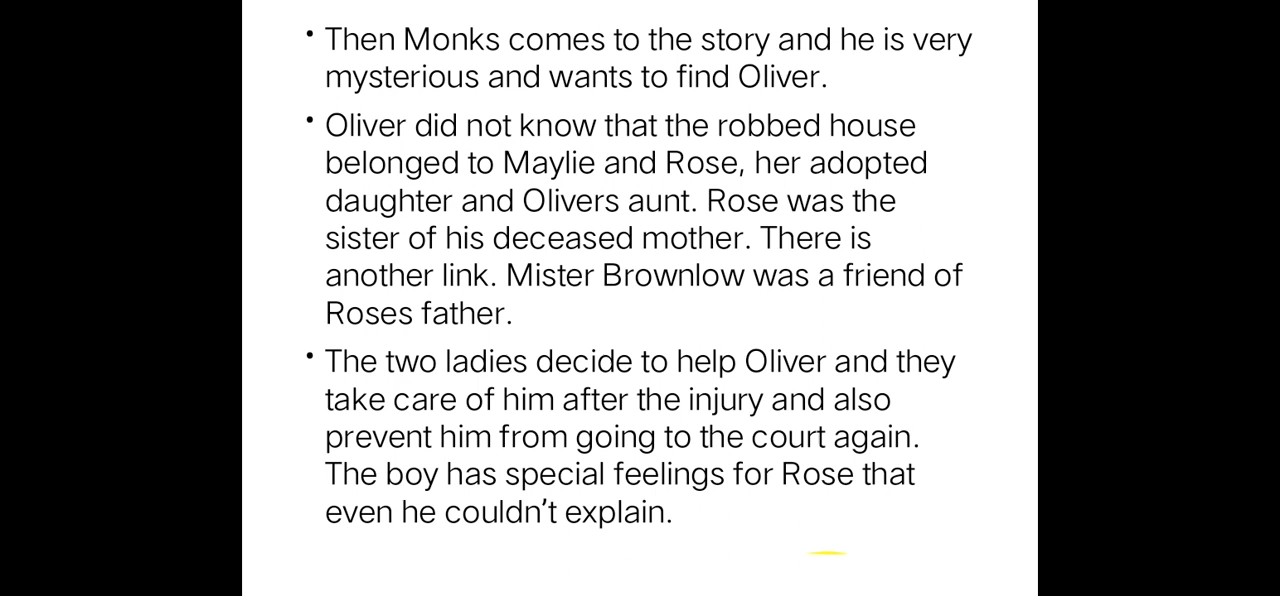 • Then Monks comes to the story and he is very
mysterious and wants to find Oliver.
• Oliver did not know that the robbed house
belonged to Maylie and Rose, her adopted
daughter and Olivers aunt. Rose was the
sister of his deceased mother. There is
another link. Mister Brownlow was a friend of
Roses father.
• The two ladies decide to help Oliver and they
take care of him after the injury and also
prevent him from going to the court again.
The boy has special feelings for Rose that
even he couldn’t explain.